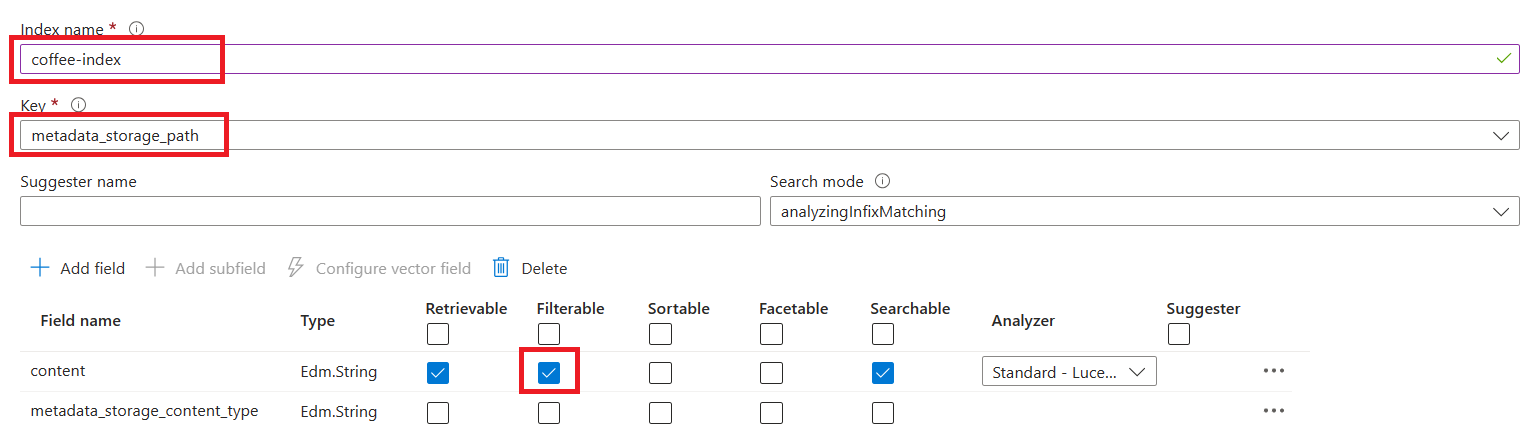 Index name *
coffee-index
Key *
metadata_storage_path
Suggester name
Search mode
analyzingInfixMatching
Add field Add subfield Configure vector field Delete
Field name Type Retrievable Filterable Sortable Facetable Searchable Analyzer Suggester
content Edm.String Standard - Luce...
metadata_storage_content_type Edm.String